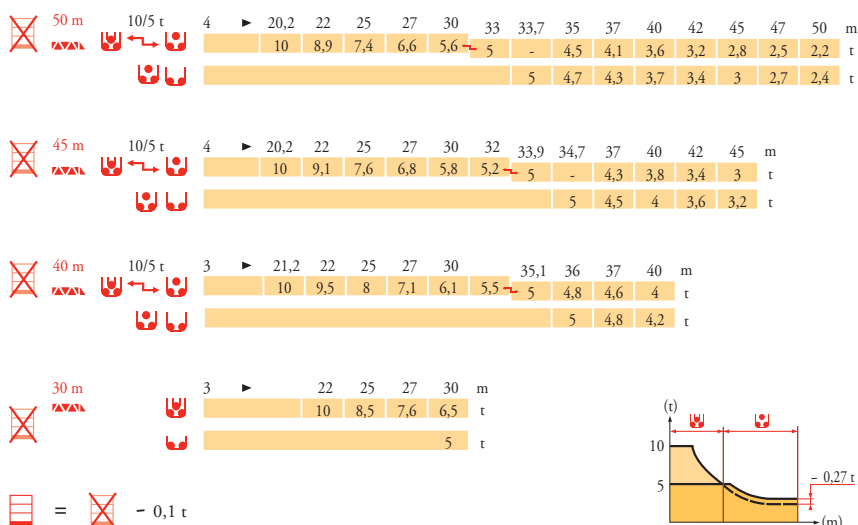 50 m 10/5 t 4 ► 20,2 22 25 27 30 33 33,7 35 37 40 42 45 47 50 m
10 8,9 7,4 6,6 5,6 5 - 4,5 4,1 3,6 3,2 2,8 2,5 2,2 t
5 4,7 4,3 3,7 3,4 3 2,7 2,4 t
45 m 10/5 t 4 ► 20,2 22 25 27 30 32 33,9 34,7 37 40 42 45 m
10 9,1 7,6 6,8 5,8 5,2 5 - 4,3 3,8 3,4 3 t
5 4,5 4 3,6 3,2 t
40 m 10/5 t 3 ► 21,2 22 25 27 30 35,1 36 37 40 m
10 9,5 8 7,1 6,1 5,5 5 4,8 4,6 4 t
5 4,8 4,2 t
30 m 3 ► 22 25 27 30 m
10 8,5 7,6 6,5 t
5 t
= - 0,1 t
(t)
10
5
- 0,27 t
(m)